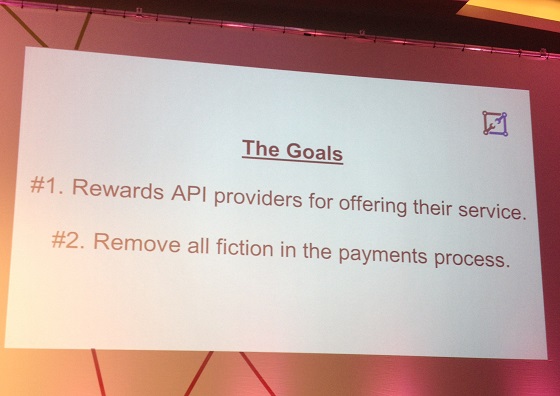 The Goals
#1. Rewards API providers for offering their service.
#2. Remove all fiction in the payments process.